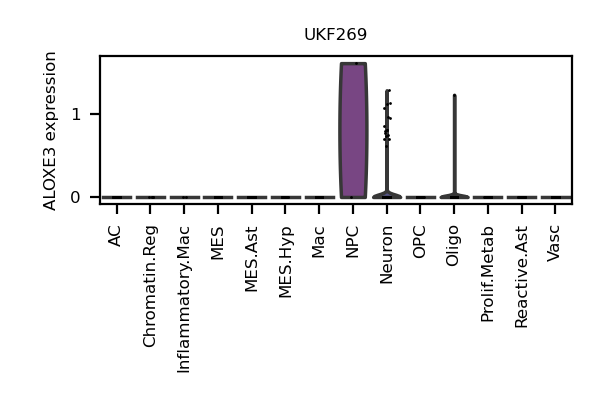 UKF269
ALOXE3 expression
1
0
AC
Chromatin.Reg
Inflammatory.Mac
MES
MES.Ast
MES.Hyp
Mac
NPC
Neuron
OPC
Oligo
Prolif.Metab
Reactive.Ast
Vasc